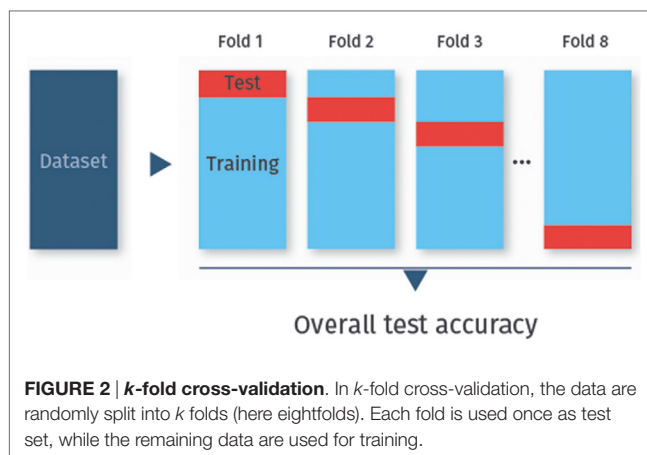 Fold 1 Fold 2 Fold 3 Fold 8
Test
Dataset
Training
...
Overall test accuracy
FIGURE 2 | k-fold cross-validation. In k-fold cross-validation, the data are
randomly split into k folds (here eightfolds). Each fold is used once as test
set, while the remaining data are used for training.